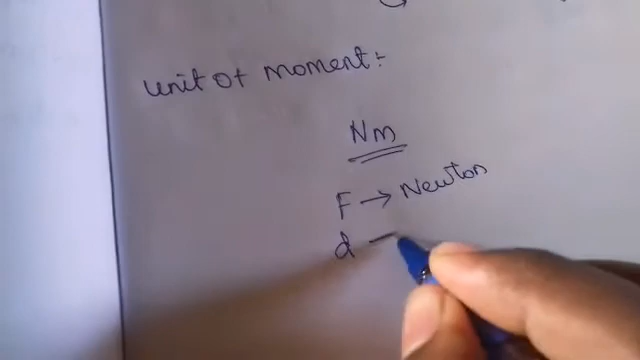 unit of moment:-
Nm
F → Newton
d —